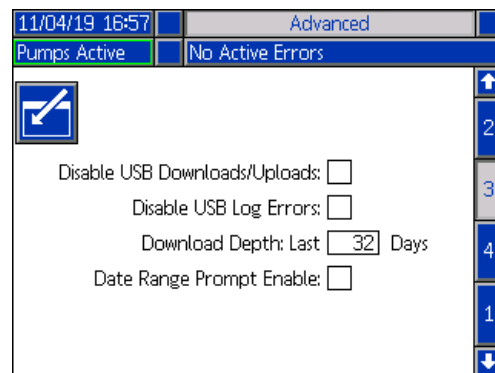 11/04/19 16:57 Advanced
Pumps Active No Active Errors
2
Disable USB Downloads/Uploads:
3
Disable USB Log Errors:
Download Depth: Last 32 Days
4
Date Range Prompt Enable:
1